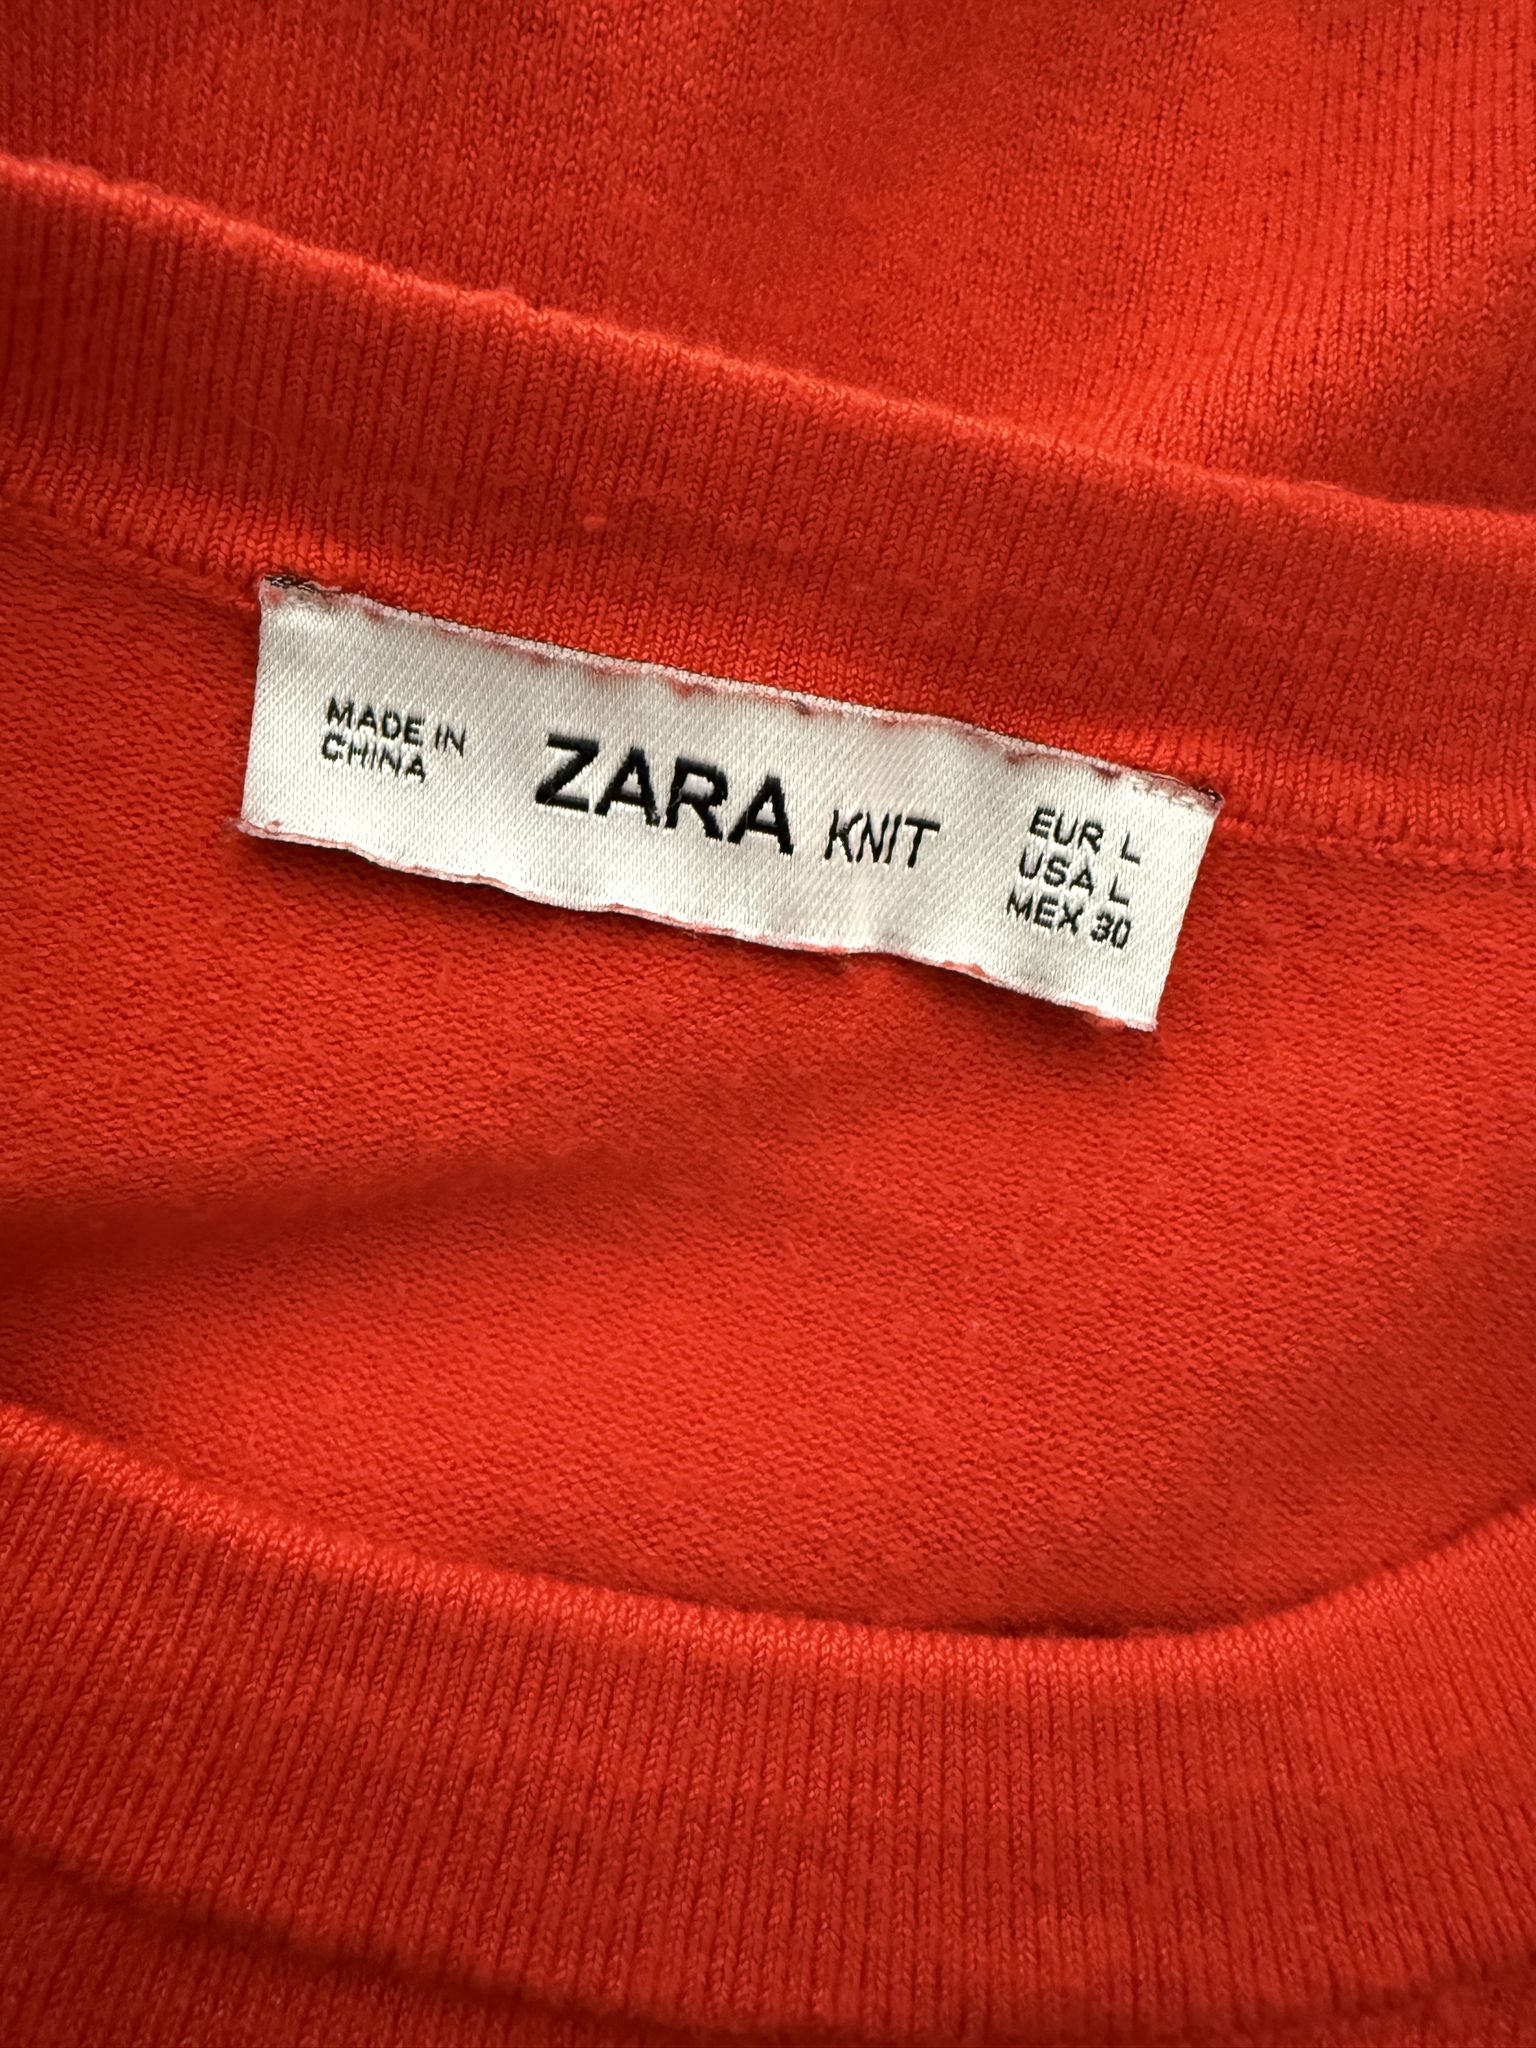 MADE IN
CHINA
ZARA KNIT
EUR L
USA L
MEX 30